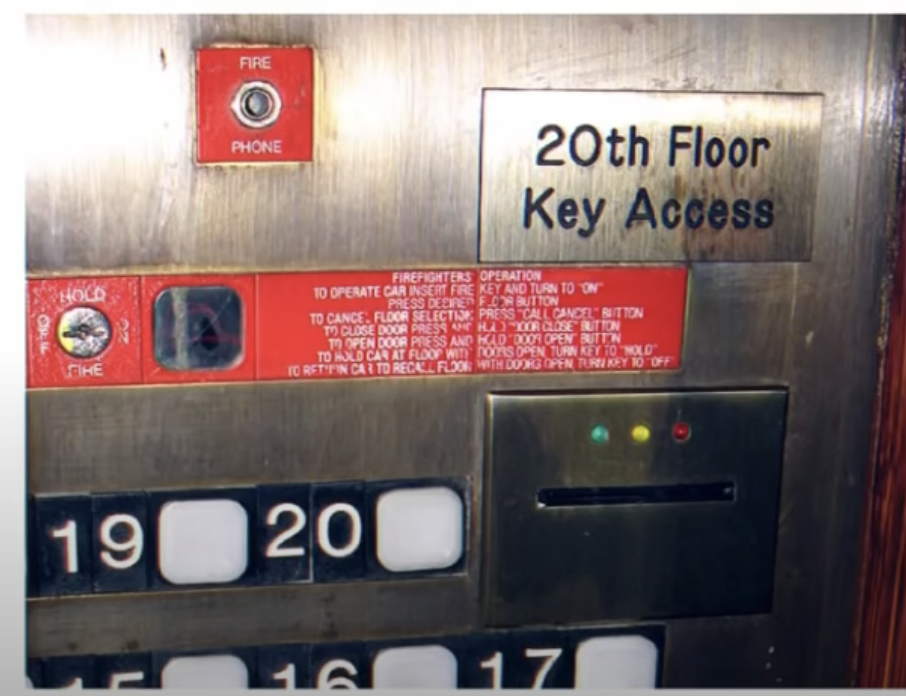 FIRE
PHONE
20th Floor
Key Access
FIREFIGHTERS OPERATION
TO OPERATE CAR INSERT FIRE KEY AND TURN TO "ON"
PRESS DESIRED FLOOR BUTTON
TO CANCEL FLOOR SELECTION, PRESS "CALL CANCEL" BUTTON
TO CLOSE DOOR PRESS AND HOLD "DOOR CLOSE" BUTTON
TO OPEN DOOR PRESS AND HOLD "DOOR OPEN" BUTTON
TO HOLD CAR AT FLOOR WITH DOORS OPEN, TURN KEY TO "HOLD"
TO RETURN CAR TO RECALL FLOOR WITH DOORS OPEN, TURN KEY TO "OFF"
HOLD
OFF
ON
FIRE
19 20
15 16 17